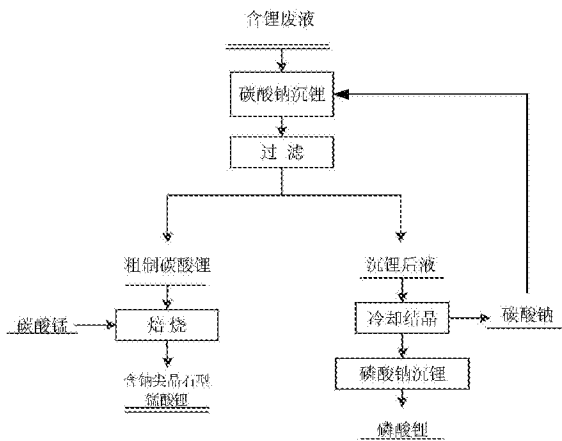 含锂废液
碳酸钠沉锂
过 滤
粗制碳酸锂
沉锂后液
碳酸锰
焙 烧
冷却结晶
碳酸钠
含钠尖晶石型
锰酸锂
磷酸钠沉锂
磷酸锂